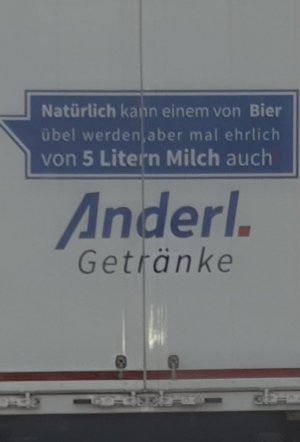 Natürlich kann einem von Bier
übel werden, aber mal ehrlich
von 5 Litern Milch auch!
Anderl.
Getränke